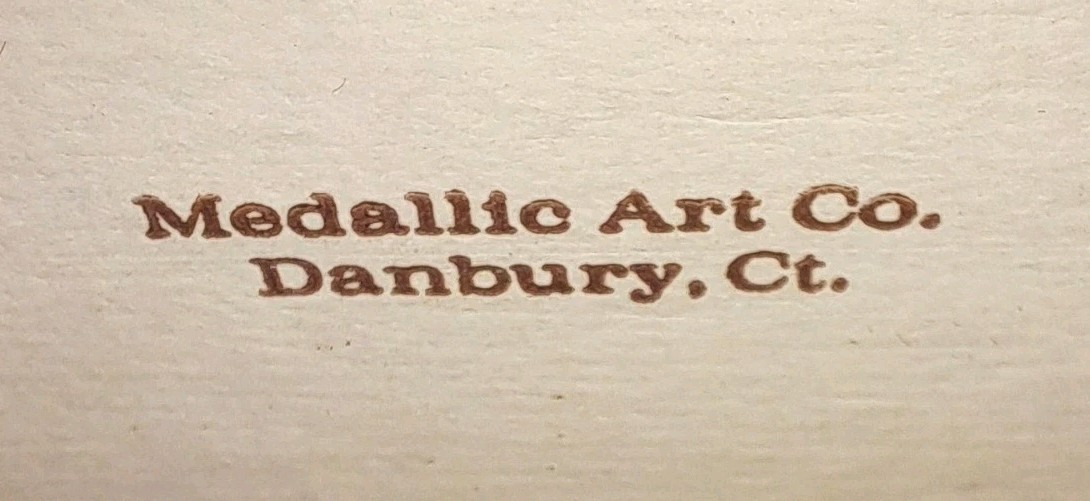 Medallic Art Co.
Danbury, Ct.